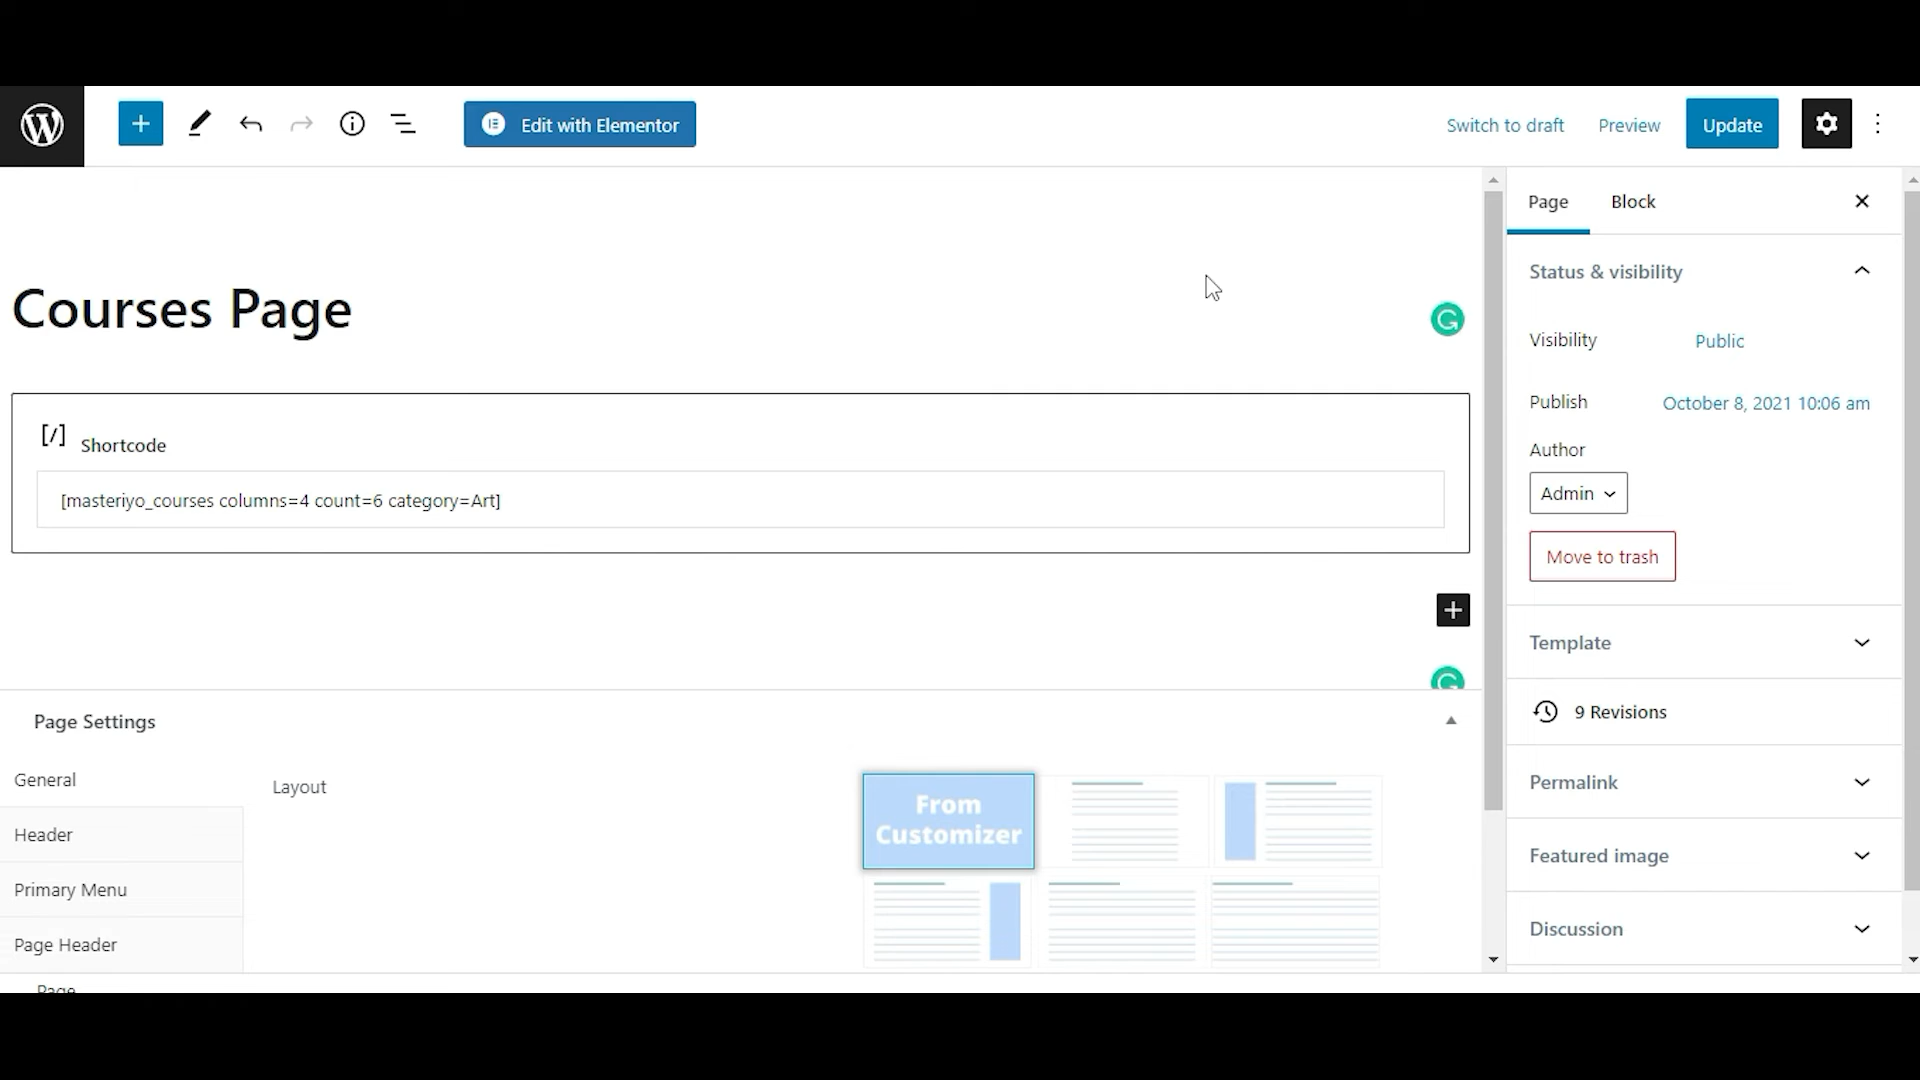 Edit with Elementor
Switch to draft
Preview
Update
Page
Block
Status & visibility
Courses Page
Visibility
Public
Publish
October 8, 2021 10:06 am
Author
Admin
Move to trash
[/] Shortcode
[masteriyo_courses columns=4 count=6 category=Art]
Template
9 Revisions
Permalink
Featured image
Discussion
Page Settings
General
Header
Primary Menu
Page Header
Layout
From
Customizer
Page